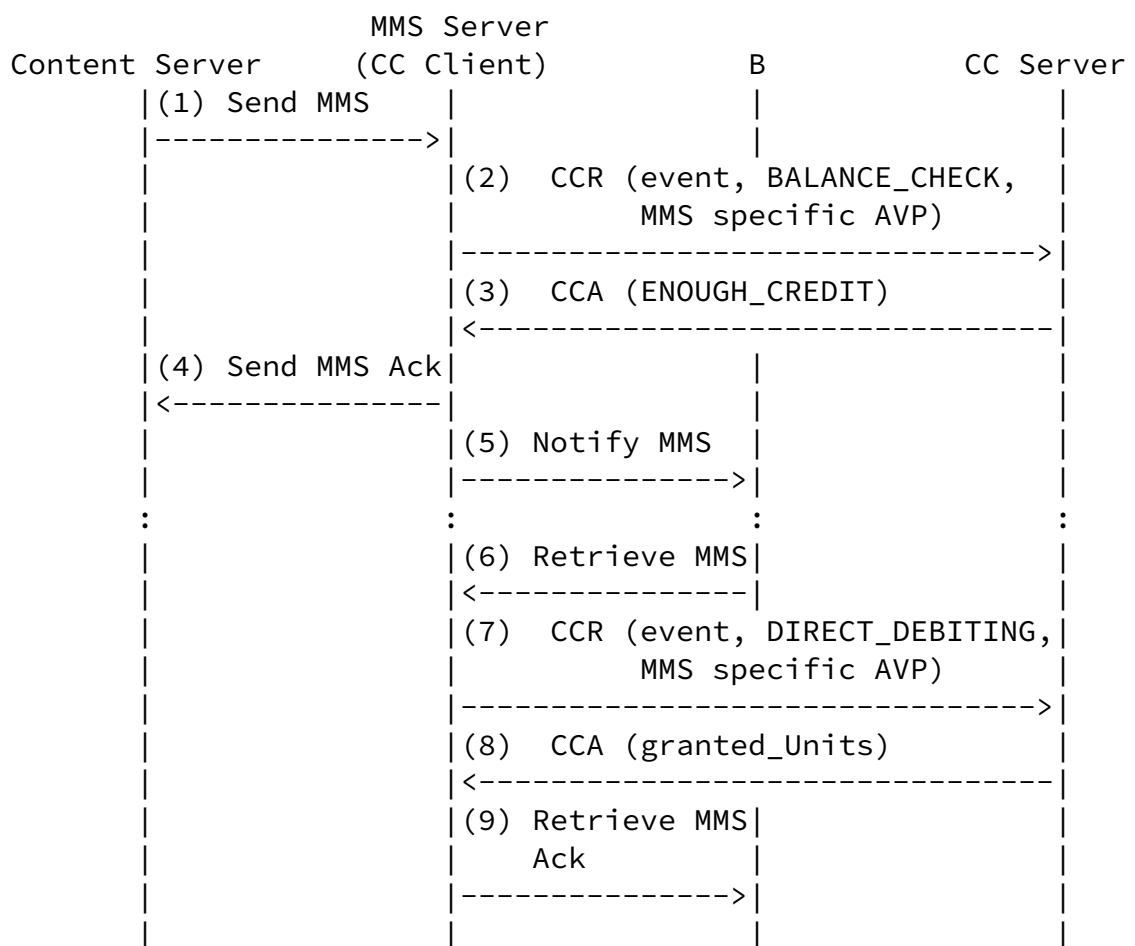 MMS Server
Content Server (CC Client) B CC Server
(1) Send MMS
(2) CCR (event, BALANCE_CHECK,
MMS specific AVP)
(3) CCA (ENOUGH_CREDIT)
(4) Send MMS Ack
(5) Notify MMS
: : : :
(6) Retrieve MMS
(7) CCR (event, DIRECT_DEBITING,
MMS specific AVP)
(8) CCA (granted_Units)
(9) Retrieve MMS
Ack